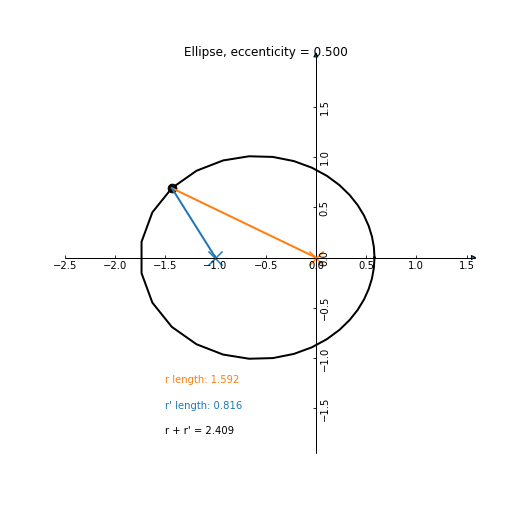 Ellipse, eccentricity = 0.500
1.5
1.0
0.5
0.0
−2.5 −2.0 −1.5 −1.0 −0.5 0.0 0.5 1.0 1.5
−0.5
−1.0
−1.5
r length: 1.592
r' length: 0.816
r + r' = 2.409